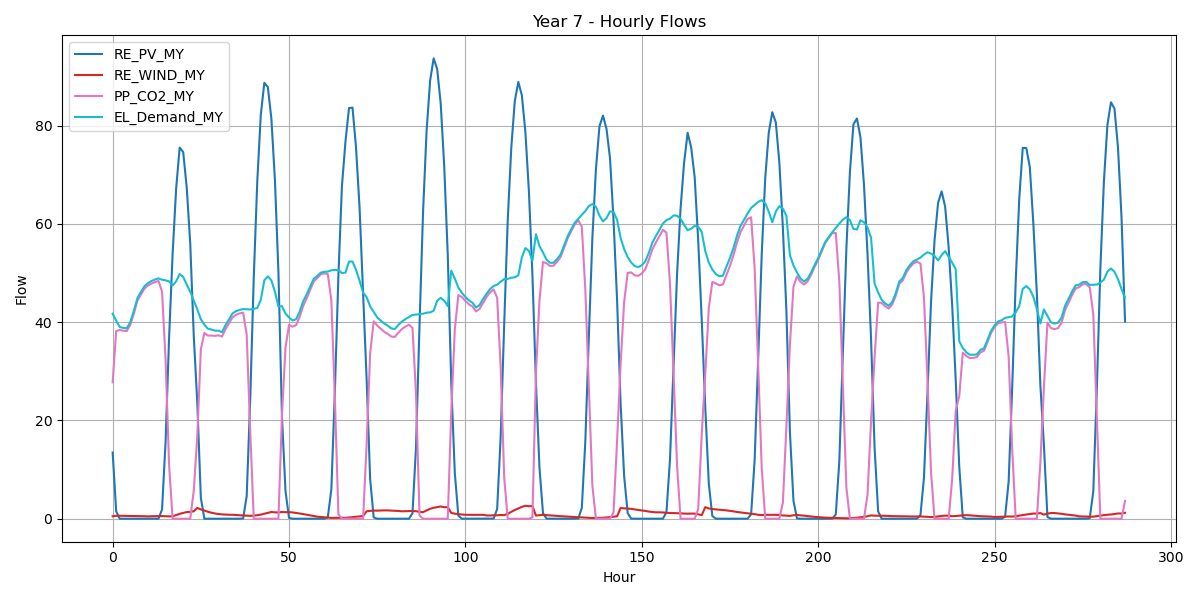 Year 7 - Hourly Flows
RE_PV_MY
RE_WIND_MY
PP_CO2_MY
EL_Demand_MY
80
60
40
20
0
Flow
0 50 100 150 200 250 300
Hour